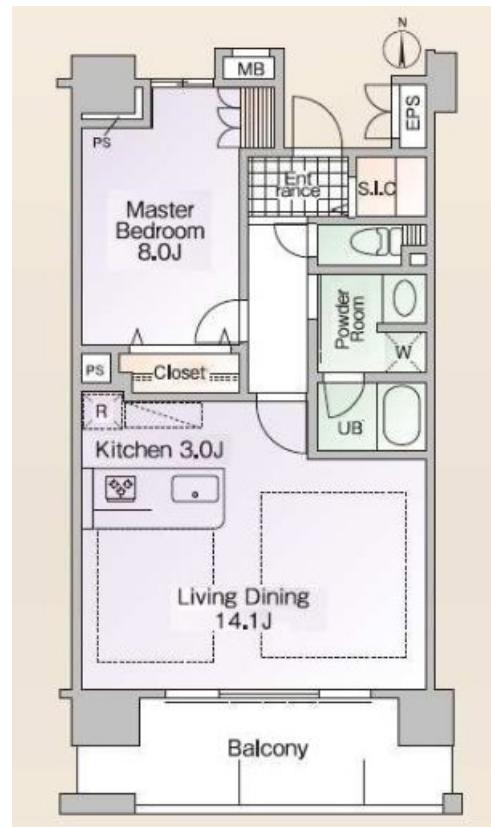 N
MB
EPS
PS
Ent
rance
S.I.C
Master
Bedroom
8.0J
Powder
Room
W
PS
Closet
R
UB
Kitchen 3.0J
Living Dining
14.1J
Balcony